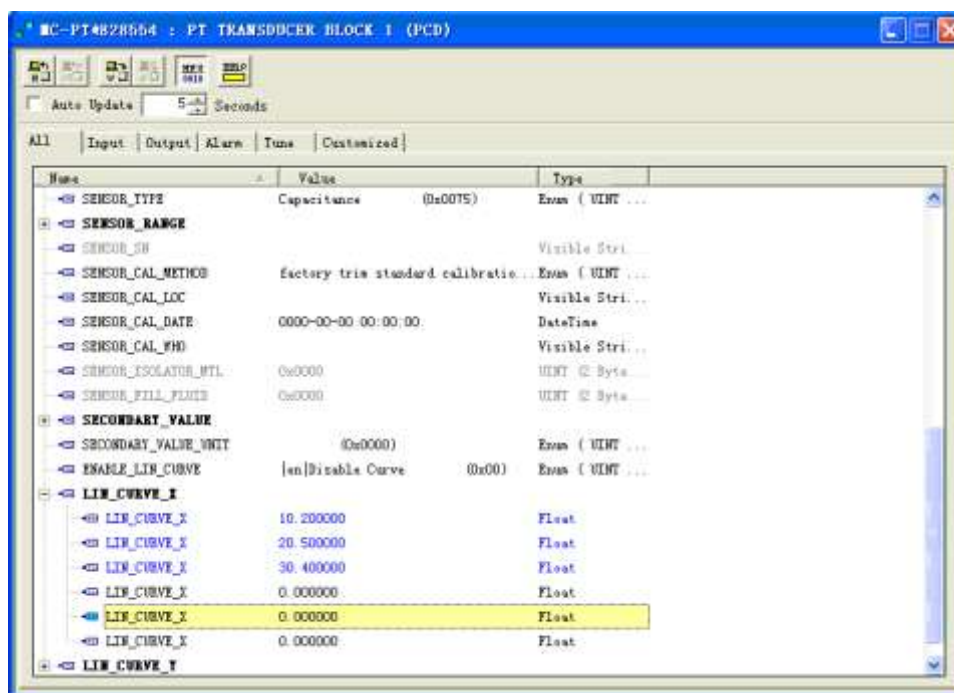 MC-PT#828554 : PT TRANSDUCER BLOCK 1 (PCD)
HELP
Auto Update 5 Seconds
All Input Output Alarm Tune Customized
Name Value Type
SENSOR_TYPE Capacitance (0x0075) Enum ( UINT ...
SENSOR_RANGE
SENSOR_SN Visible Stri...
SENSOR_CAL_METHOD factory trim standard calibratio... Enum ( UINT ...
SENSOR_CAL_LOC Visible Stri...
SENSOR_CAL_DATE 0000-00-00 00:00:00 DateTime
SENSOR_CAL_WHO Visible Stri...
SENSOR_ISOLATOR_MTL 0x0000 UINT (2 Byte...
SENSOR_FILL_FLUID 0x0000 UINT (2 Byte...
SECONDARY_VALUE
SECONDARY_VALUE_UNIT (0x0000) Enum ( UINT ...
ENABLE_LIN_CURVE |en|Disable Curve (0x00) Enum ( UINT ...
LIN_CURVE_X
LIN_CURVE_X 10.200000 Float
LIN_CURVE_X 20.500000 Float
LIN_CURVE_X 30.400000 Float
LIN_CURVE_X 0.000000 Float
LIN_CURVE_X 0.000000 Float
LIN_CURVE_X 0.000000 Float
LIN_CURVE_Y